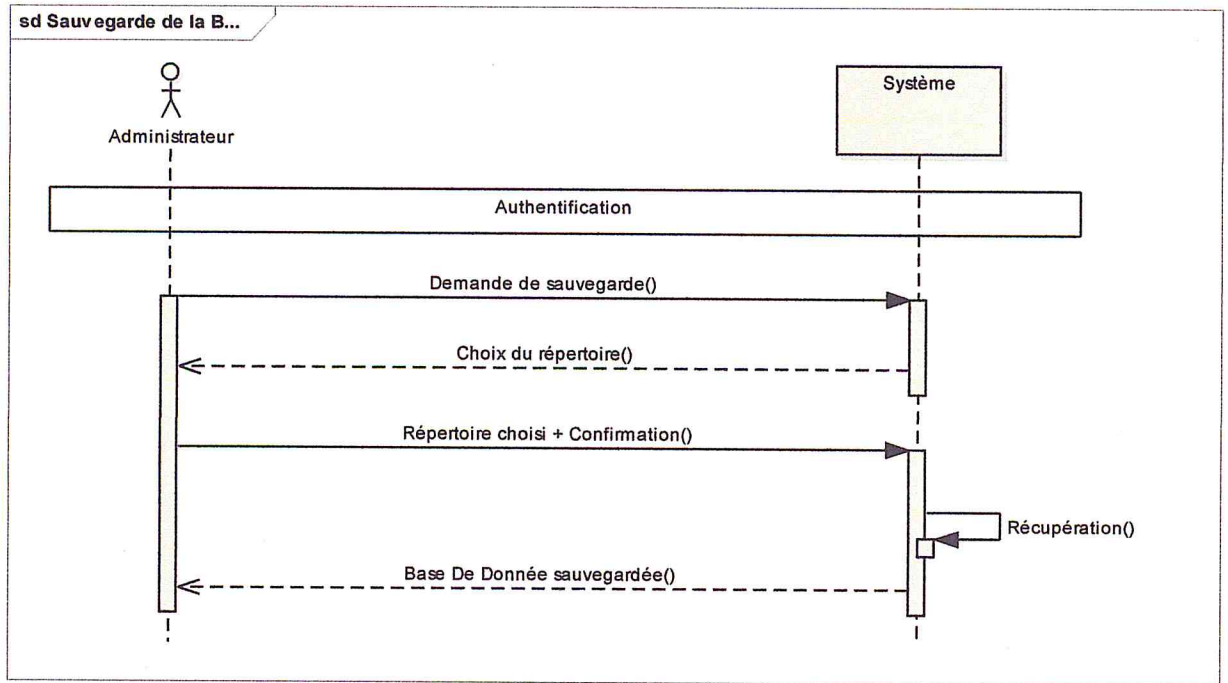 sd Sauvegarde de la B...
Administrateur
Système
Authentification
Demande de sauvegarde()
Choix du répertoire()
Répertoire choisi + Confirmation()
Récupération()
Base De Donnée sauvegardée()